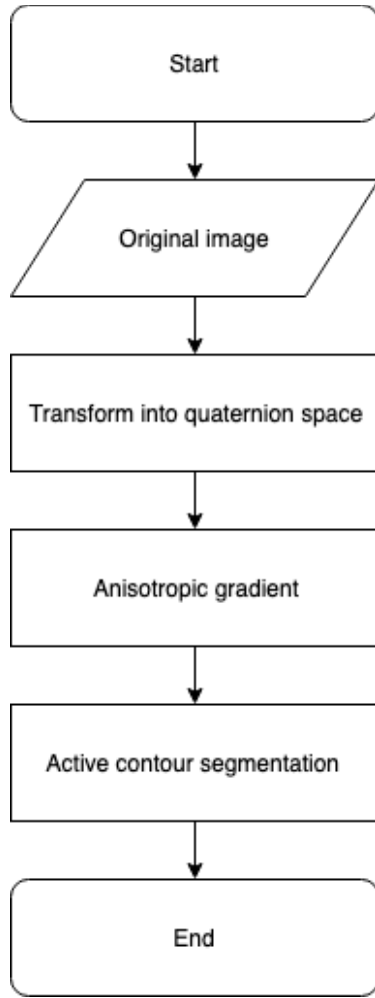 Start
Original image
Transform into quaternion space
Anisotropic gradient
Active contour segmentation
End